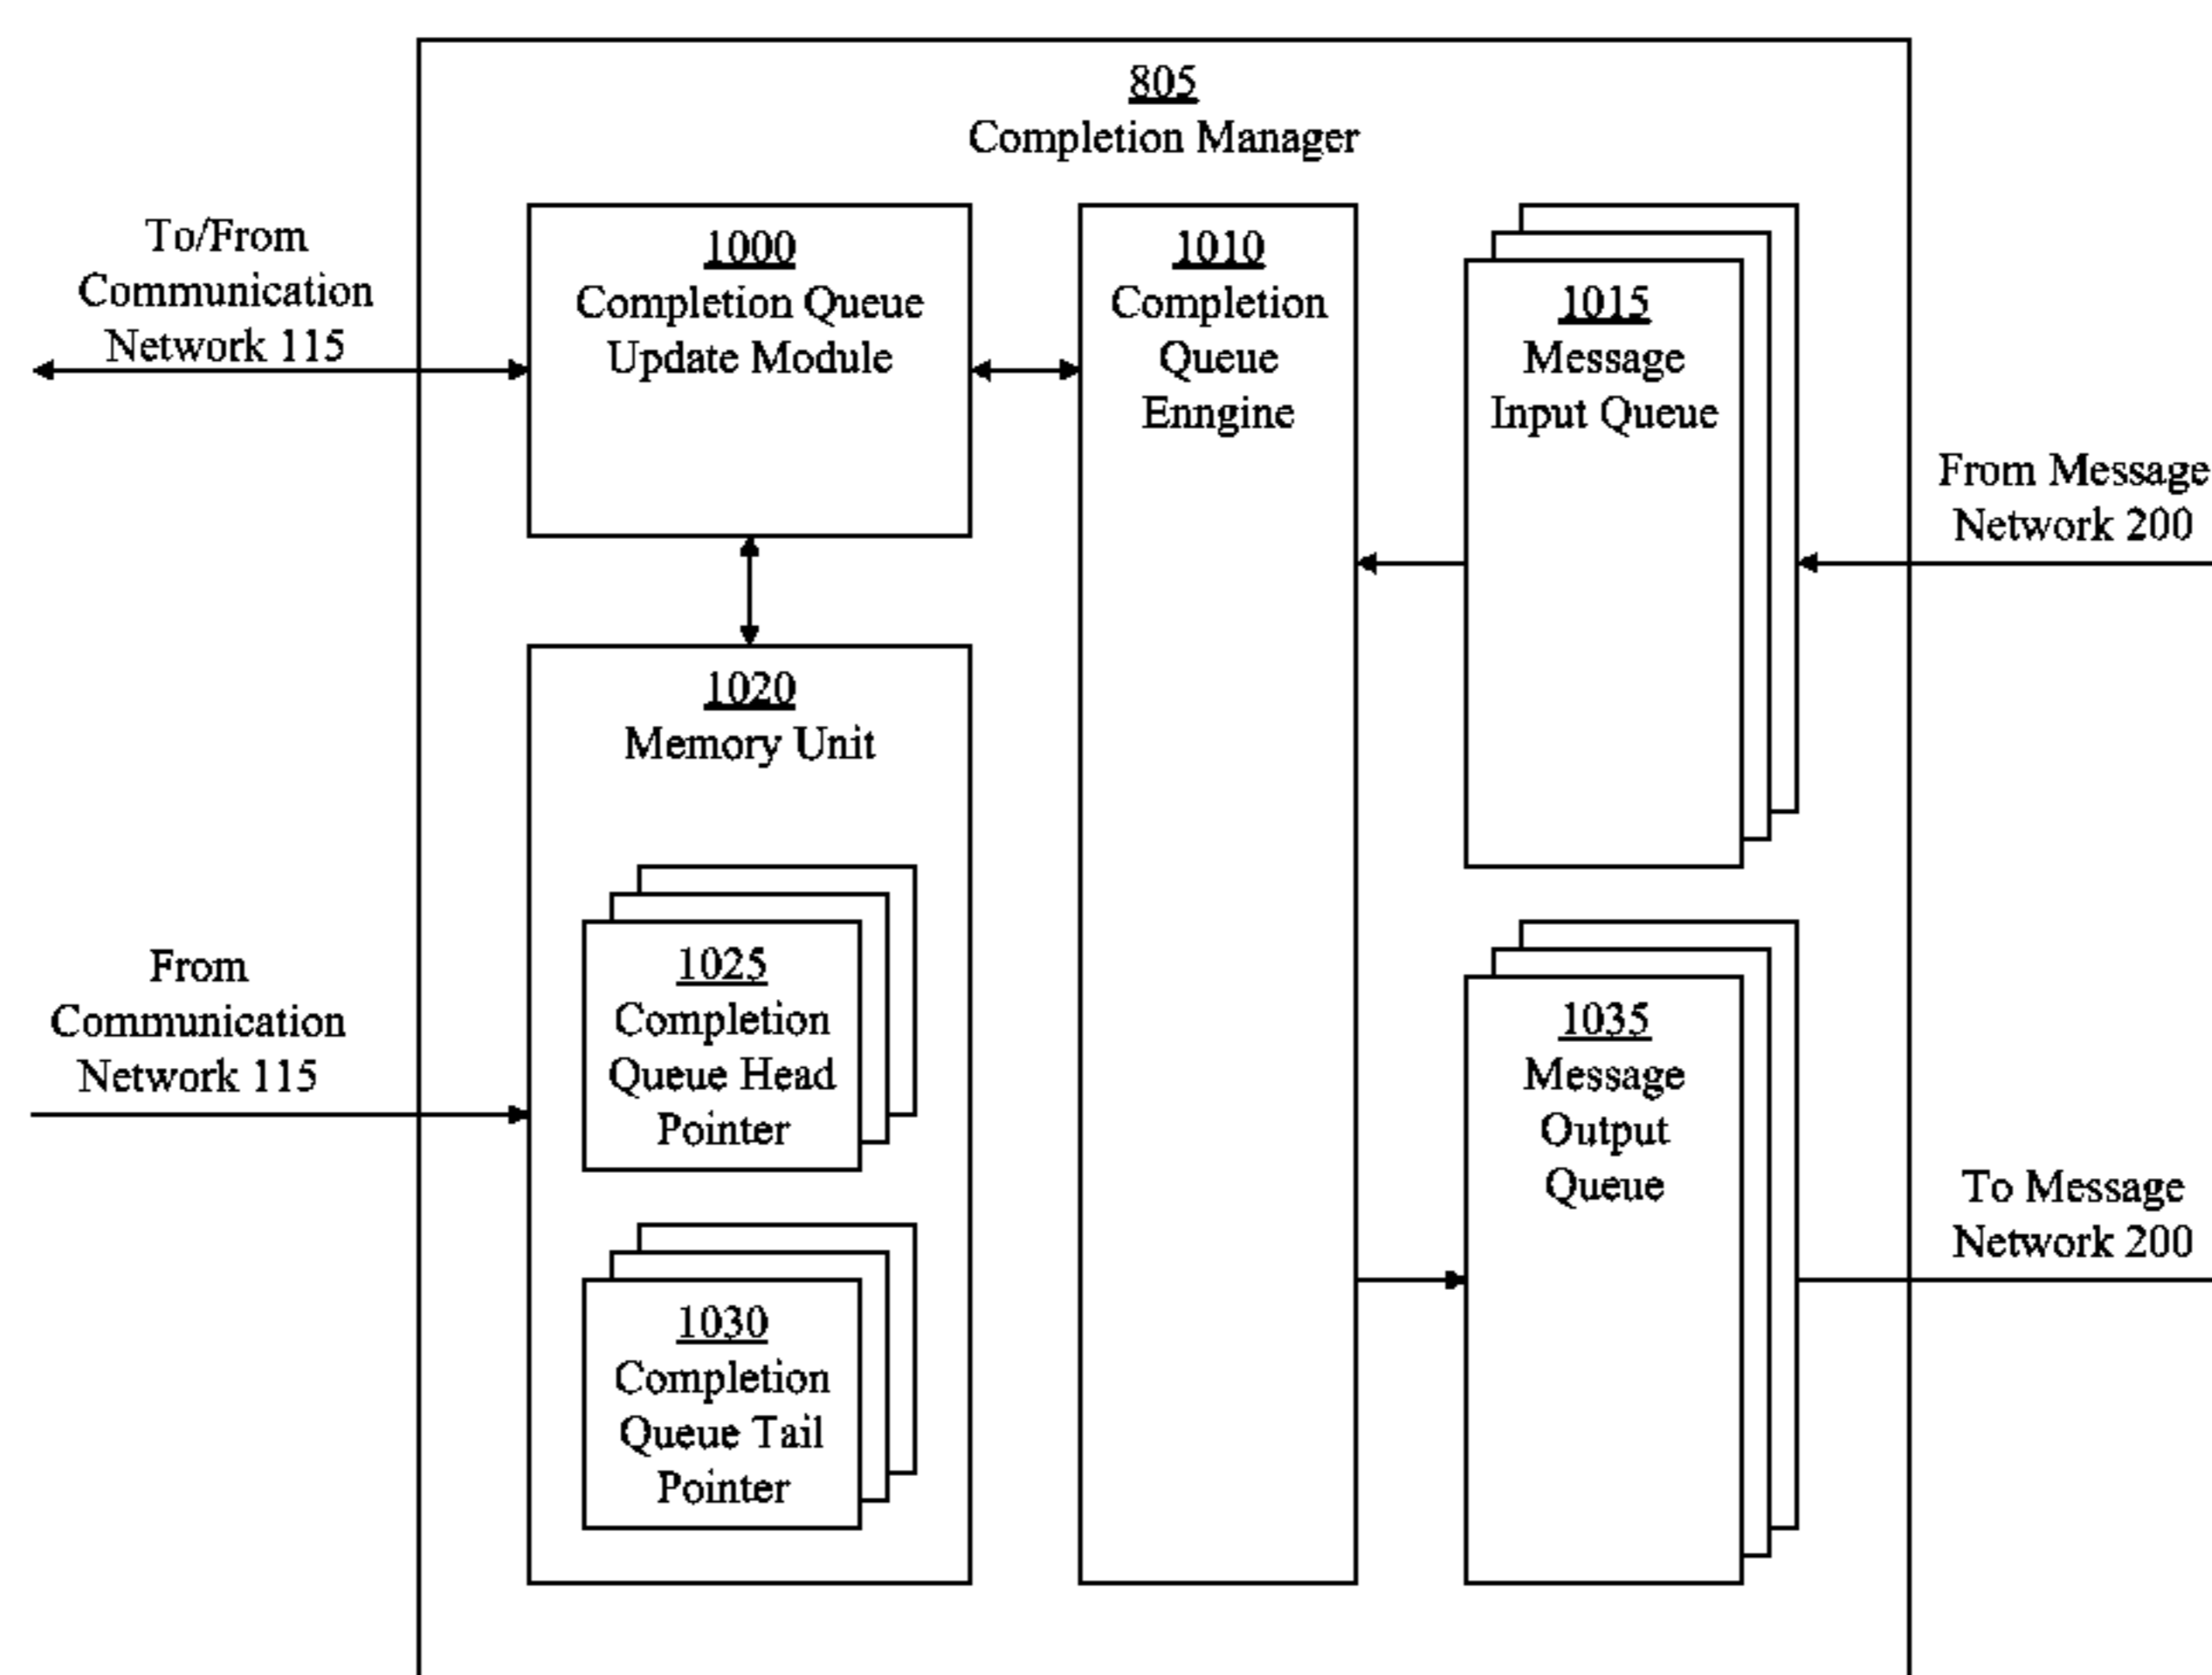 805
Completion Manager
To/From
Communication
Network 115
1000
Completion Queue
Update Module
1010
Completion
Queue
Enngine
1015
Message
Input Queue
From Message
Network 200
1020
Memory Unit
From
Communication
Network 115
1025
Completion
Queue Head
Pointer
1035
Message
Output
Queue
To Message
Network 200
1030
Completion
Queue Tail
Pointer